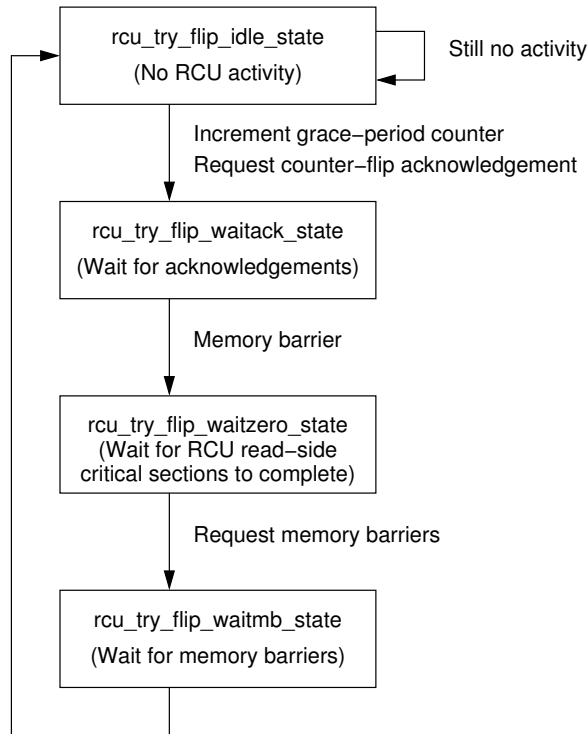 rcu_try_flip_idle_state
(No RCU activity)
Still no activity
Increment grace−period counter
Request counter−flip acknowledgement
rcu_try_flip_waitack_state
(Wait for acknowledgements)
Memory barrier
rcu_try_flip_waitzero_state
(Wait for RCU read−side
critical sections to complete)
Request memory barriers
rcu_try_flip_waitmb_state
(Wait for memory barriers)